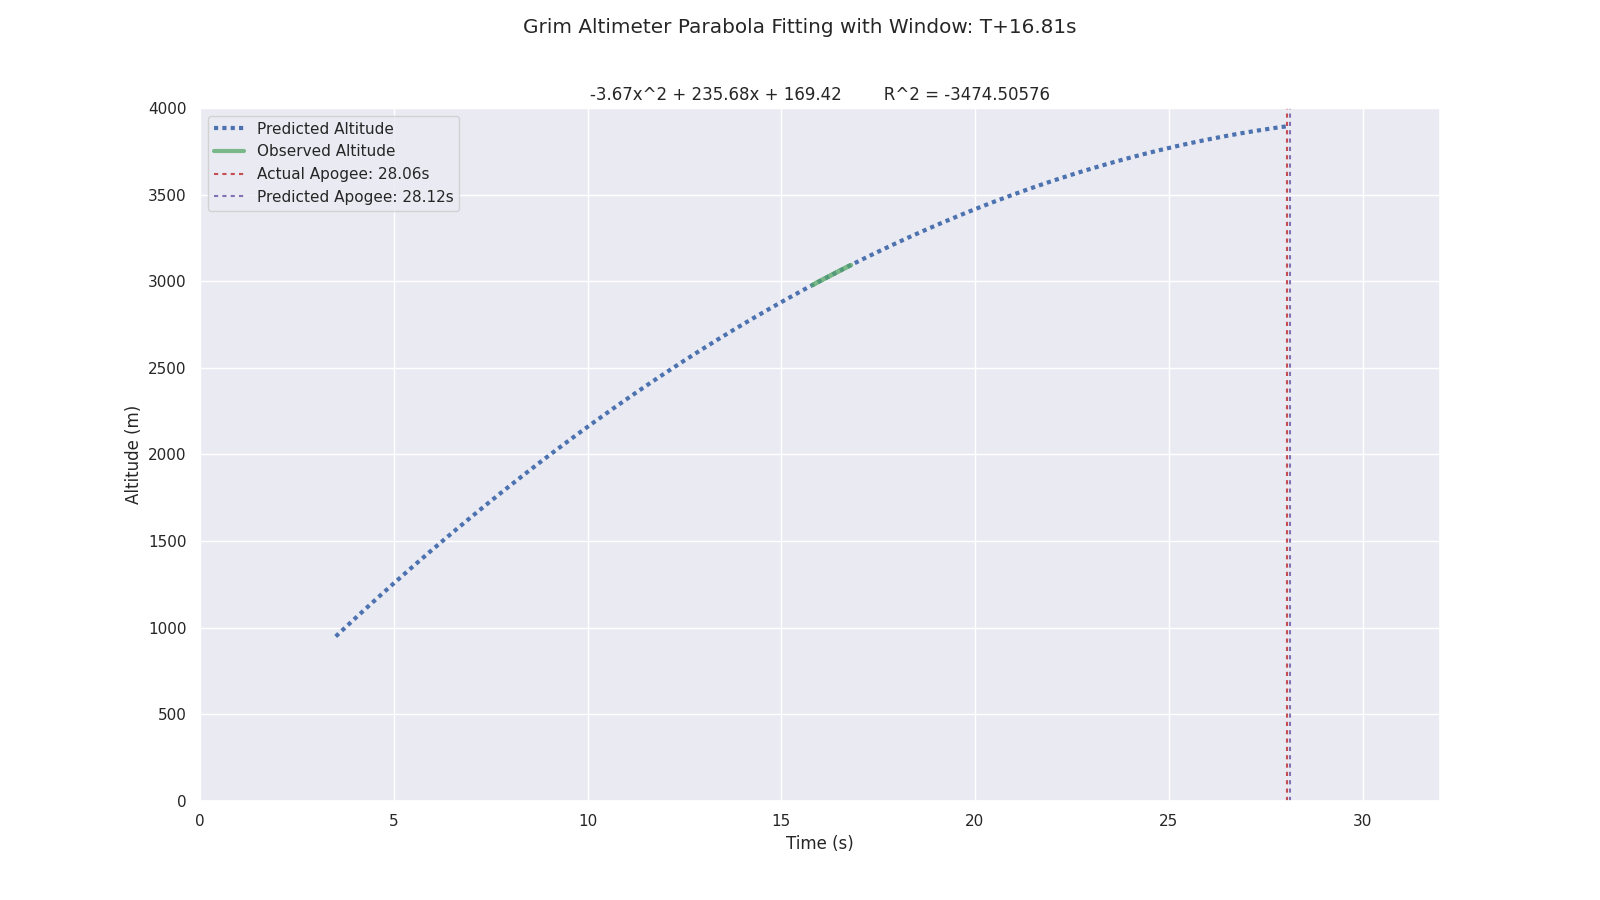 Grim Altimeter Parabola Fitting with Window: T+16.81s
-3.67x^2 + 235.68x + 169.42 R^2 = -3474.50576
4000
3500
3000
2500
2000
1500
1000
500
0
Altitude (m)
Predicted Altitude
Observed Altitude
Actual Apogee: 28.06s
Predicted Apogee: 28.12s
0 5 10 15 20 25 30
Time (s)